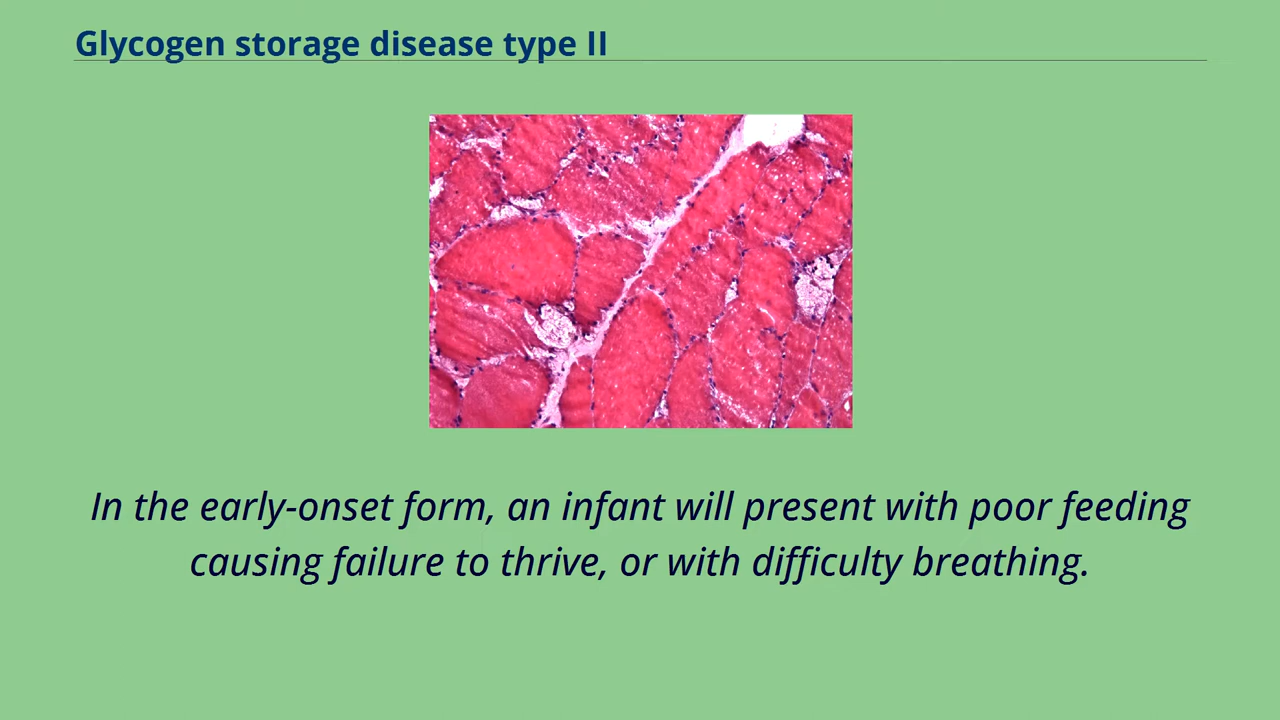 Glycogen storage disease type II
In the early-onset form, an infant will present with poor feeding
causing failure to thrive, or with difficulty breathing.